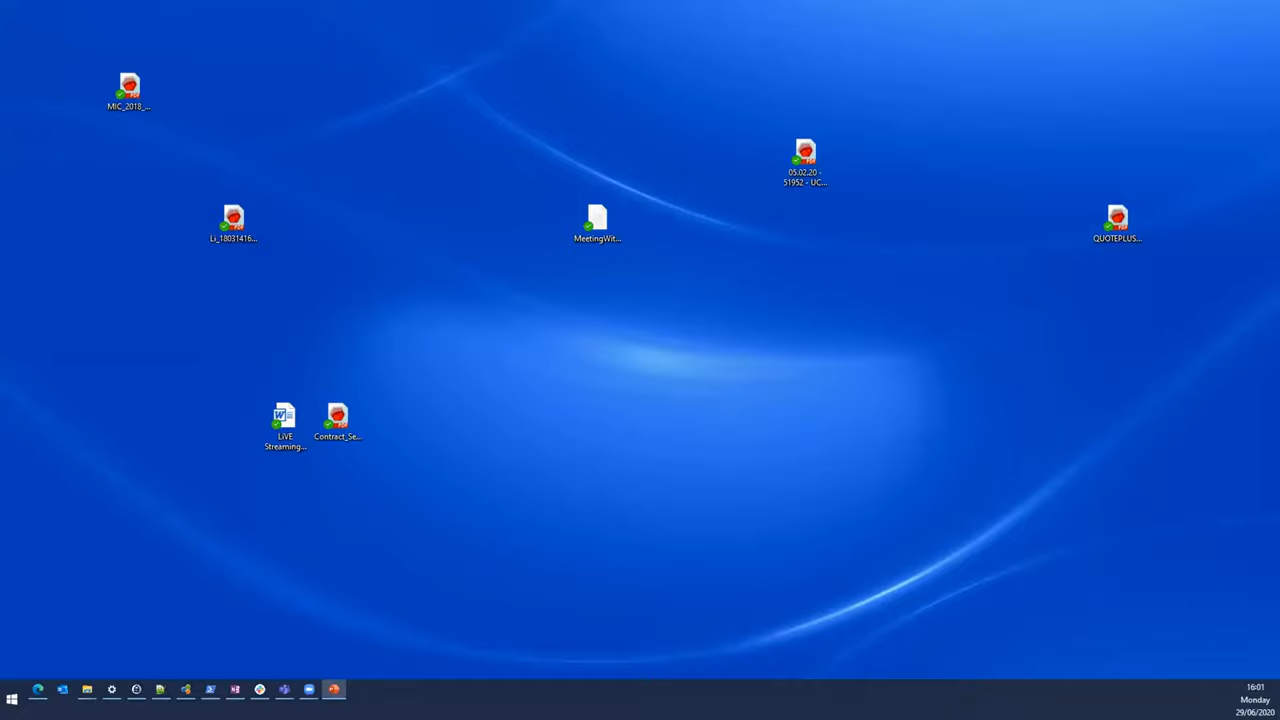 MIC_2018_...
05.02.20 -
51952 - UC...
Li_18031416...
MeetingWit...
QUOTEPLUS...
LiVE
Streaming...
Contract_Se...
16:01
Monday
29/06/2020